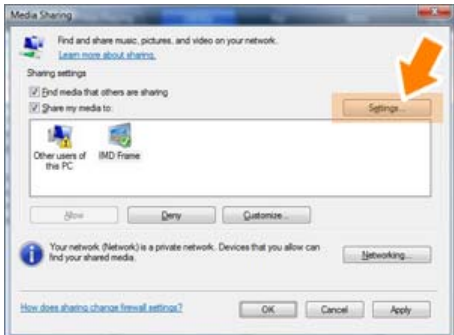 Media Sharing
Find and share music, pictures, and video on your network.
Learn more about sharing.
Sharing settings
Find media that others are sharing
Share my media to:
Settings...
Other users of
this PC
IMD Frame
Allow
Deny
Customize...
Your network (Network) is a private network. Devices that you allow can
find your shared media.
Networking...
How does sharing change firewall settings?
OK
Cancel
Apply